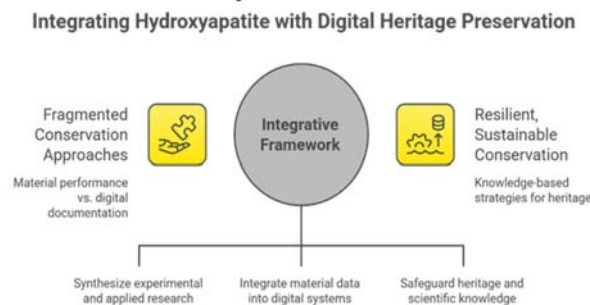 Integrating Hydroxyapatite with Digital Heritage Preservation
Fragmented
Conservation
Approaches
Material performance
vs. digital
documentation
Integrative
Framework
Resilient,
Sustainable
Conservation
Knowledge-based
strategies for heritage
Synthesize experimental
and applied research
Integrate material data
into digital systems
Safeguard heritage and
scientific knowledge